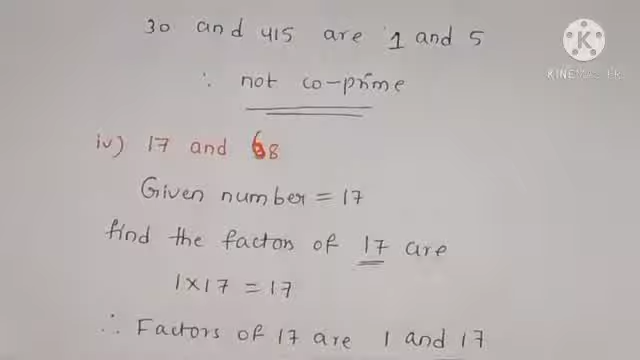 30 and 415 are 1 and 5
∴ not co-prime
iv) 17 and 68
Given number = 17
find the factors of 17 are
1 × 17 = 17
∴ Factors of 17 are 1 and 17
KINEMASTER